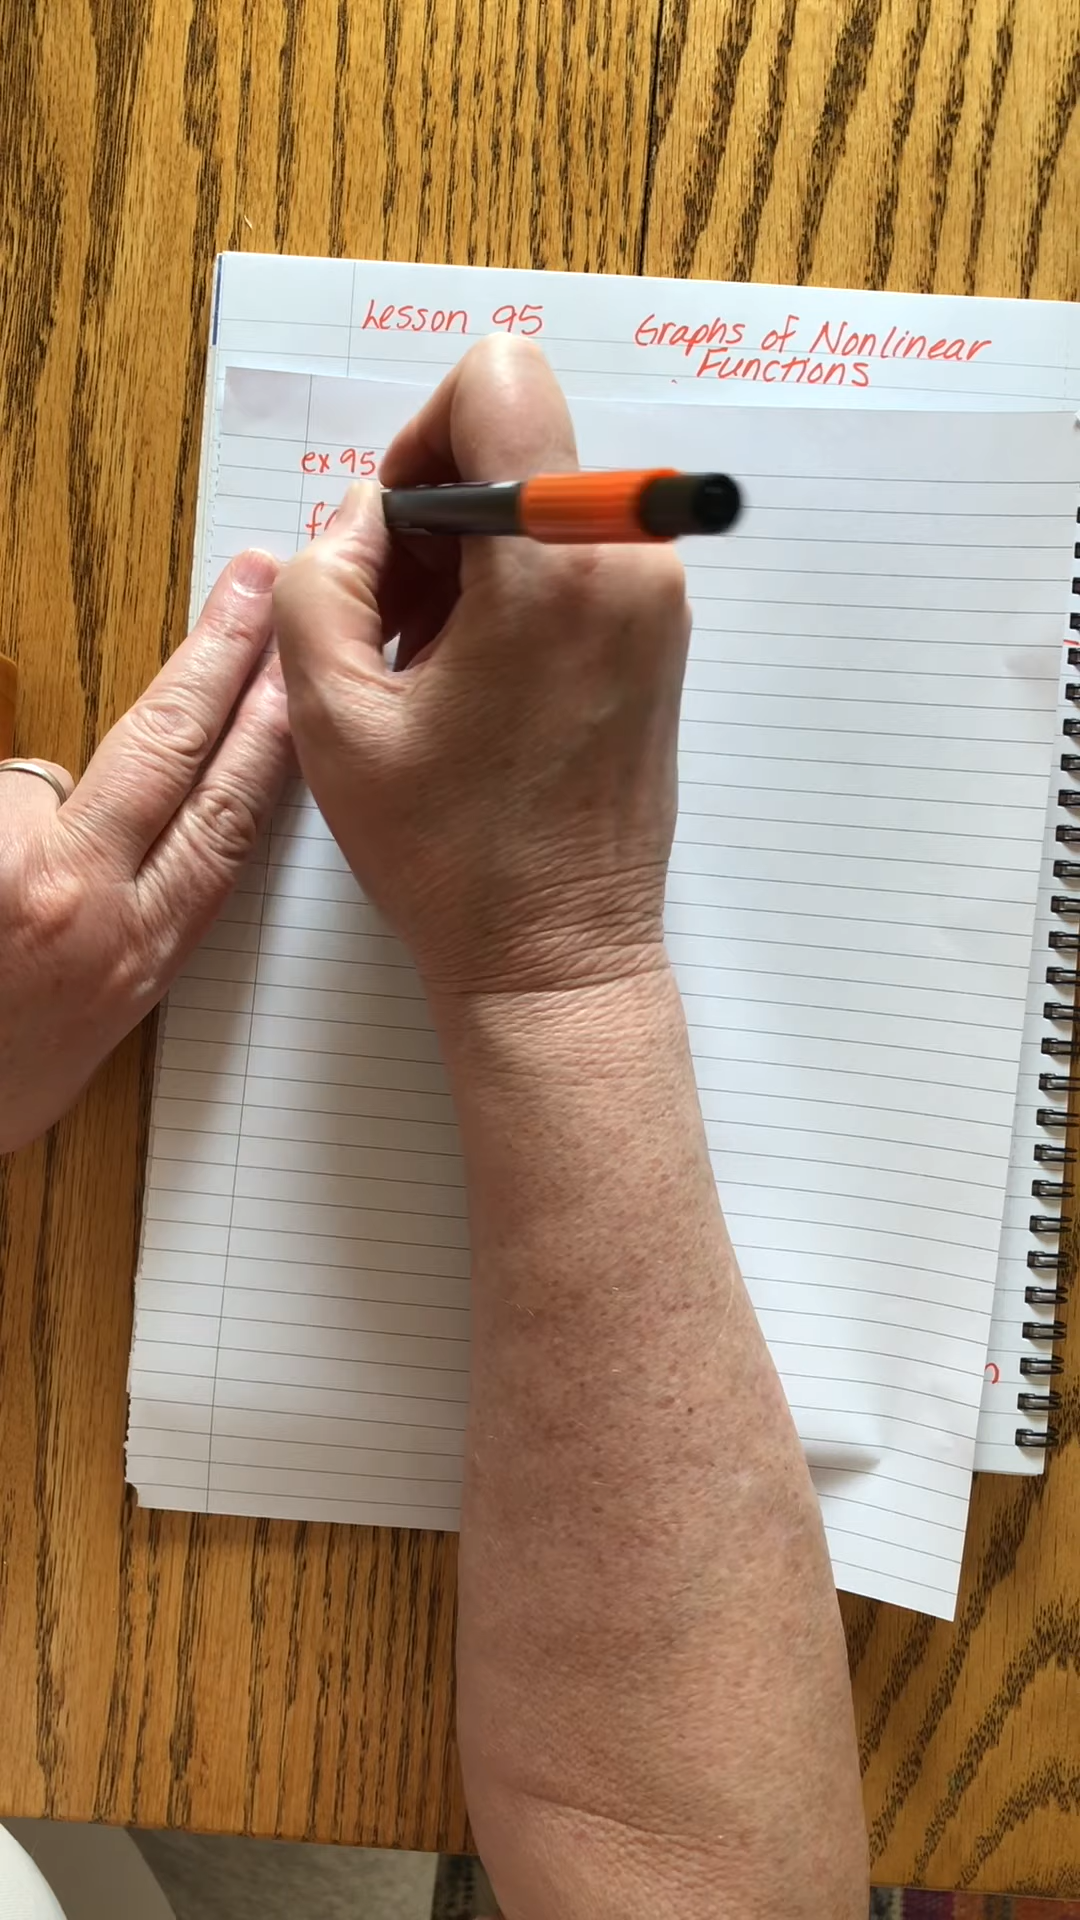 Lesson 95
Graphs of Nonlinear
Functions
ex 95
f(